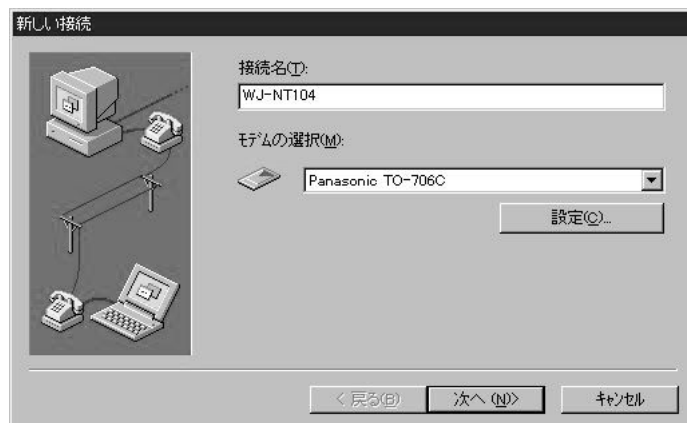 新しい接続
接続名(T):
WJ-NT104
ﾓﾃﾞﾑの選択(M):
Panasonic TO-706C
設定(C)...
< 戻る(B)
次へ (N)>
ｷｬﾝｾﾙ